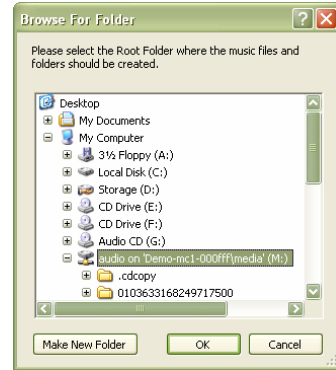 Browse For Folder
Please select the Root Folder where the music files and
folders should be created.
Desktop
My Documents
My Computer
3½ Floppy (A:)
Local Disk (C:)
Storage (D:)
CD Drive (E:)
CD Drive (F:)
Audio CD (G:)
audio on 'Demo-mc1-000fff\media' (M:)
.cdcopy
0103633168249717500
Make New Folder
OK
Cancel